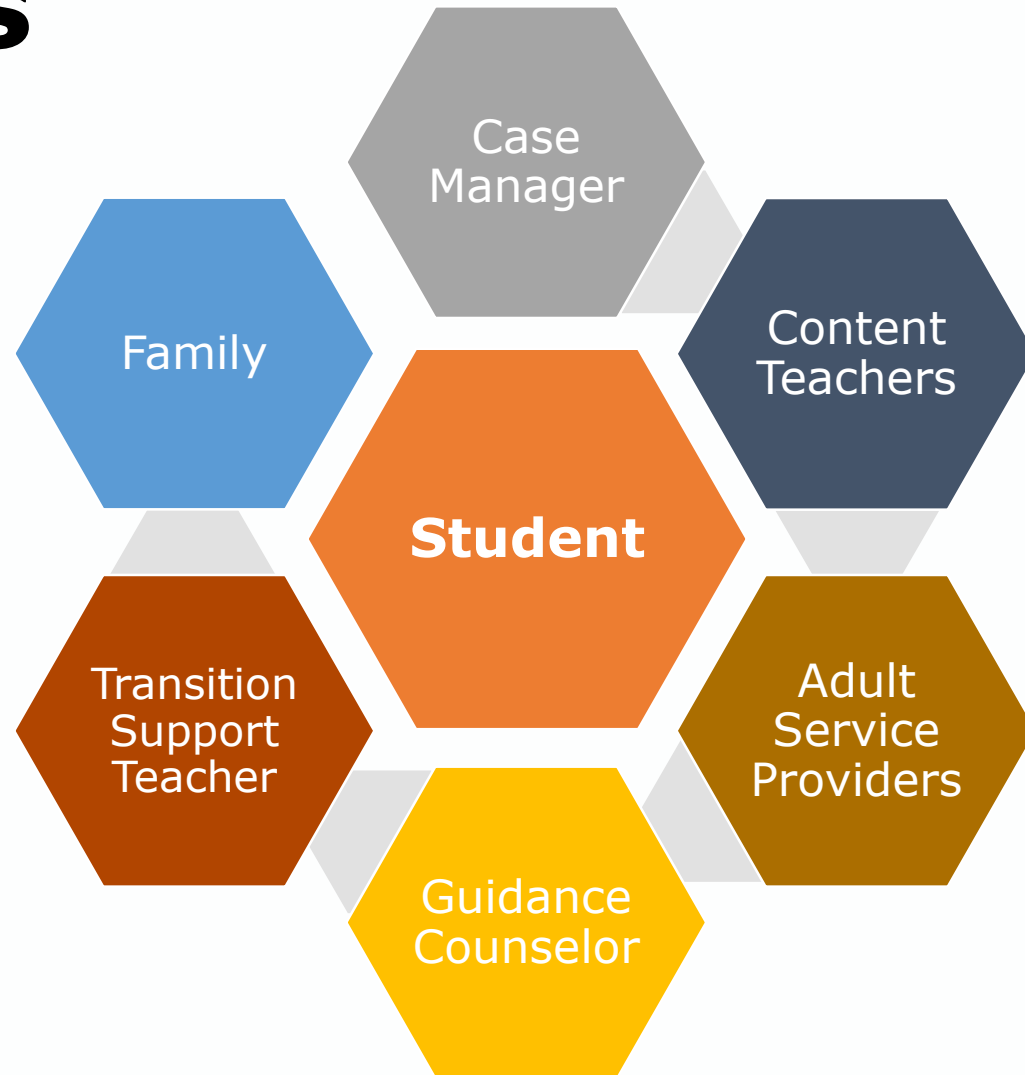 s
Case
Manager
Content
Teachers
Family
Student
Adult
Service
Providers
Transition
Support
Teacher
Guidance
Counselor